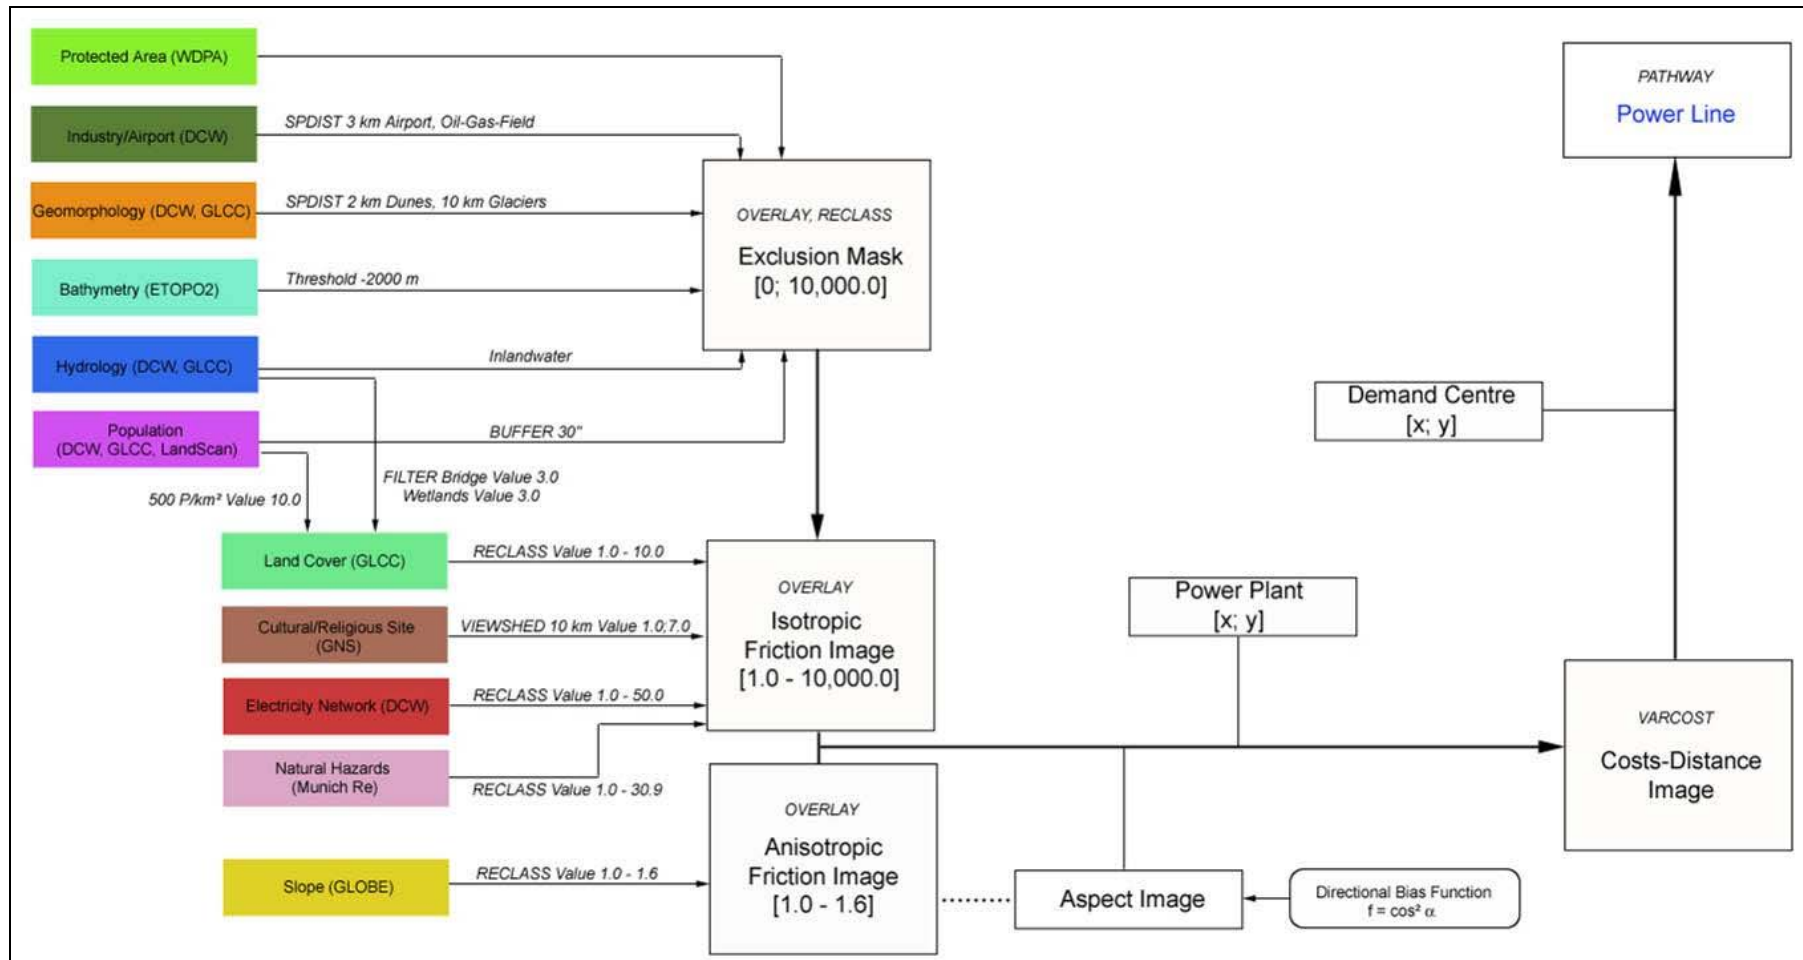 Protected Area (WDPA)
Industry/Airport (DCW)
SPDIST 3 km Airport, Oil-Gas-Field
Geomorphology (DCW, GLCC)
SPDIST 2 km Dunes, 10 km Glaciers
Bathymetry (ETOPO2)
Threshold -2000 m
Hydrology (DCW, GLCC)
Inlandwater
Population
(DCW, GLCC, LandScan)
BUFFER 30"
500 P/km² Value 10.0
FILTER Bridge Value 3.0
Wetlands Value 3.0
OVERLAY, RECLASS
Exclusion Mask
[0; 10,000.0]
Land Cover (GLCC)
RECLASS Value 1.0 - 10.0
Cultural/Religious Site
(GNS)
VIEWSHED 10 km Value 1.0;7.0
Electricity Network (DCW)
RECLASS Value 1.0 - 50.0
Natural Hazards
(Munich Re)
RECLASS Value 1.0 - 30.9
Slope (GLOBE)
RECLASS Value 1.0 - 1.6
OVERLAY
Isotropic
Friction Image
[1.0 - 10,000.0]
OVERLAY
Anisotropic
Friction Image
[1.0 - 1.6]
Aspect Image
Directional Bias Function
f = cos² α
Power Plant
[x; y]
VARCOST
Costs-Distance
Image
Demand Centre
[x; y]
PATHWAY
Power Line